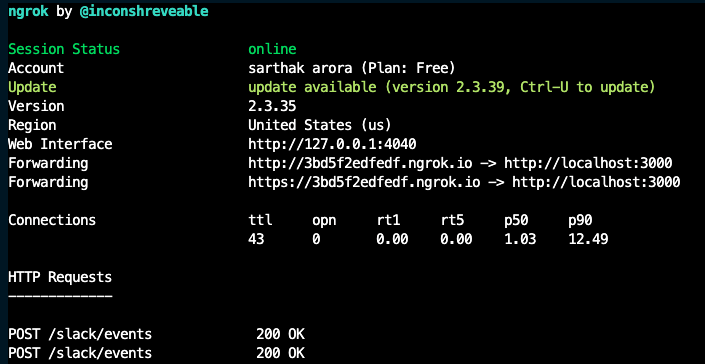 ngrok by @inconshreveable
Session Status online
Account sarthak arora (Plan: Free)
Update update available (version 2.3.39, Ctrl-U to update)
Version 2.3.35
Region United States (us)
Web Interface http://127.0.0.1:4040
Forwarding http://3bd5f2edfedf.ngrok.io -> http://localhost:3000
Forwarding https://3bd5f2edfedf.ngrok.io -> http://localhost:3000
Connections ttl opn rt1 rt5 p50 p90
43 0 0.00 0.00 1.03 12.49
HTTP Requests
-------------
POST /slack/events 200 OK
POST /slack/events 200 OK